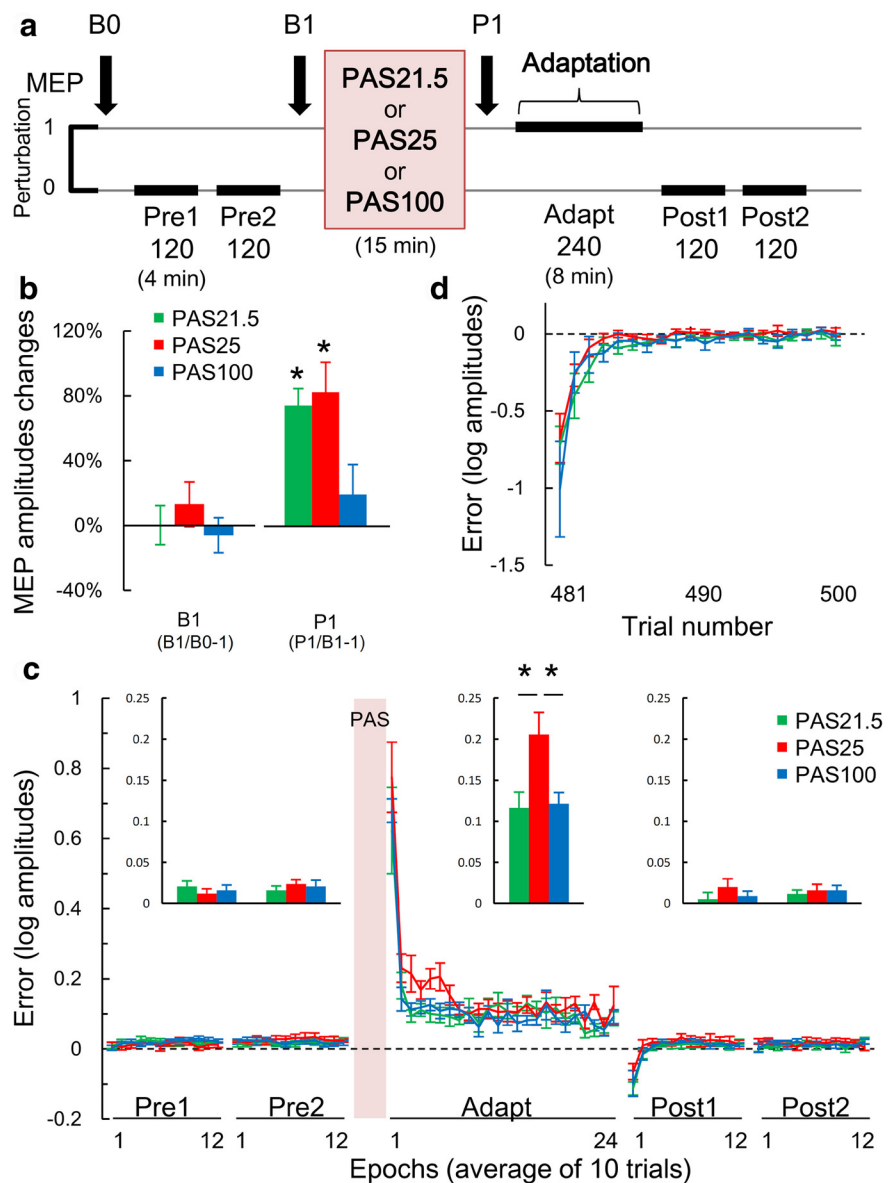 a
B0
B1
P1
MEP
PAS21.5
or
PAS25
or
PAS100
(15 min)
Adaptation
Perturbation
1
0
Pre1
120
(4 min)
Pre2
120
Adapt
240
(8 min)
Post1
120
Post2
120
b
MEP amplitudes changes
120%
80%
40%
0%
-40%
PAS21.5
PAS25
PAS100
* *
B1
(B1/B0-1)
P1
(P1/B1-1)
d
Error (log amplitudes)
0
-0.5
-1
-1.5
481 490 500
Trial number
c
Error (log amplitudes)
1
0.8
0.6
0.4
0.2
0
-0.2
0.25
0.2
0.15
0.1
0.05
0
PAS
* *
0.25
0.2
0.15
0.1
0.05
0
0.25
0.2
0.15
0.1
0.05
0
PAS21.5
PAS25
PAS100
Pre1 Pre2 Adapt Post1 Post2
1 12 1 12 1 24 1 12 1 12
Epochs (average of 10 trials)